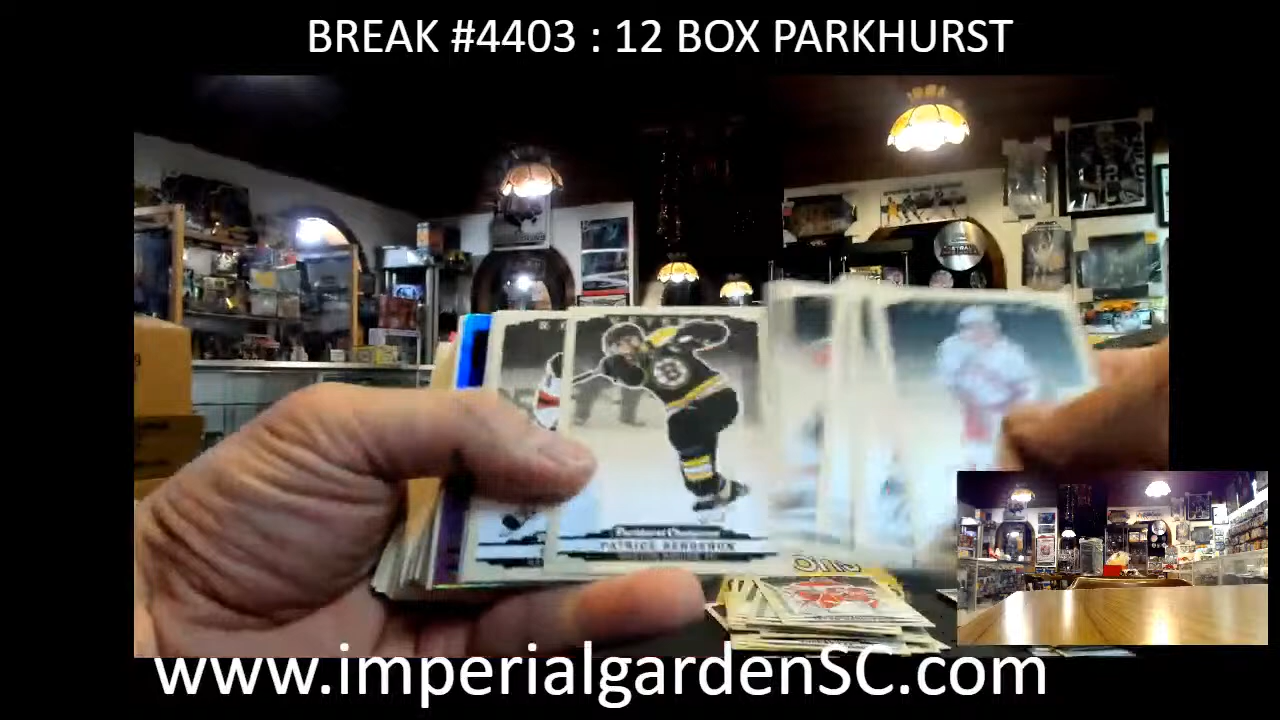 BREAK #4403 : 12 BOX PARKHURST
B
PATRICE BERGERON
www.imperialgardenSC.com